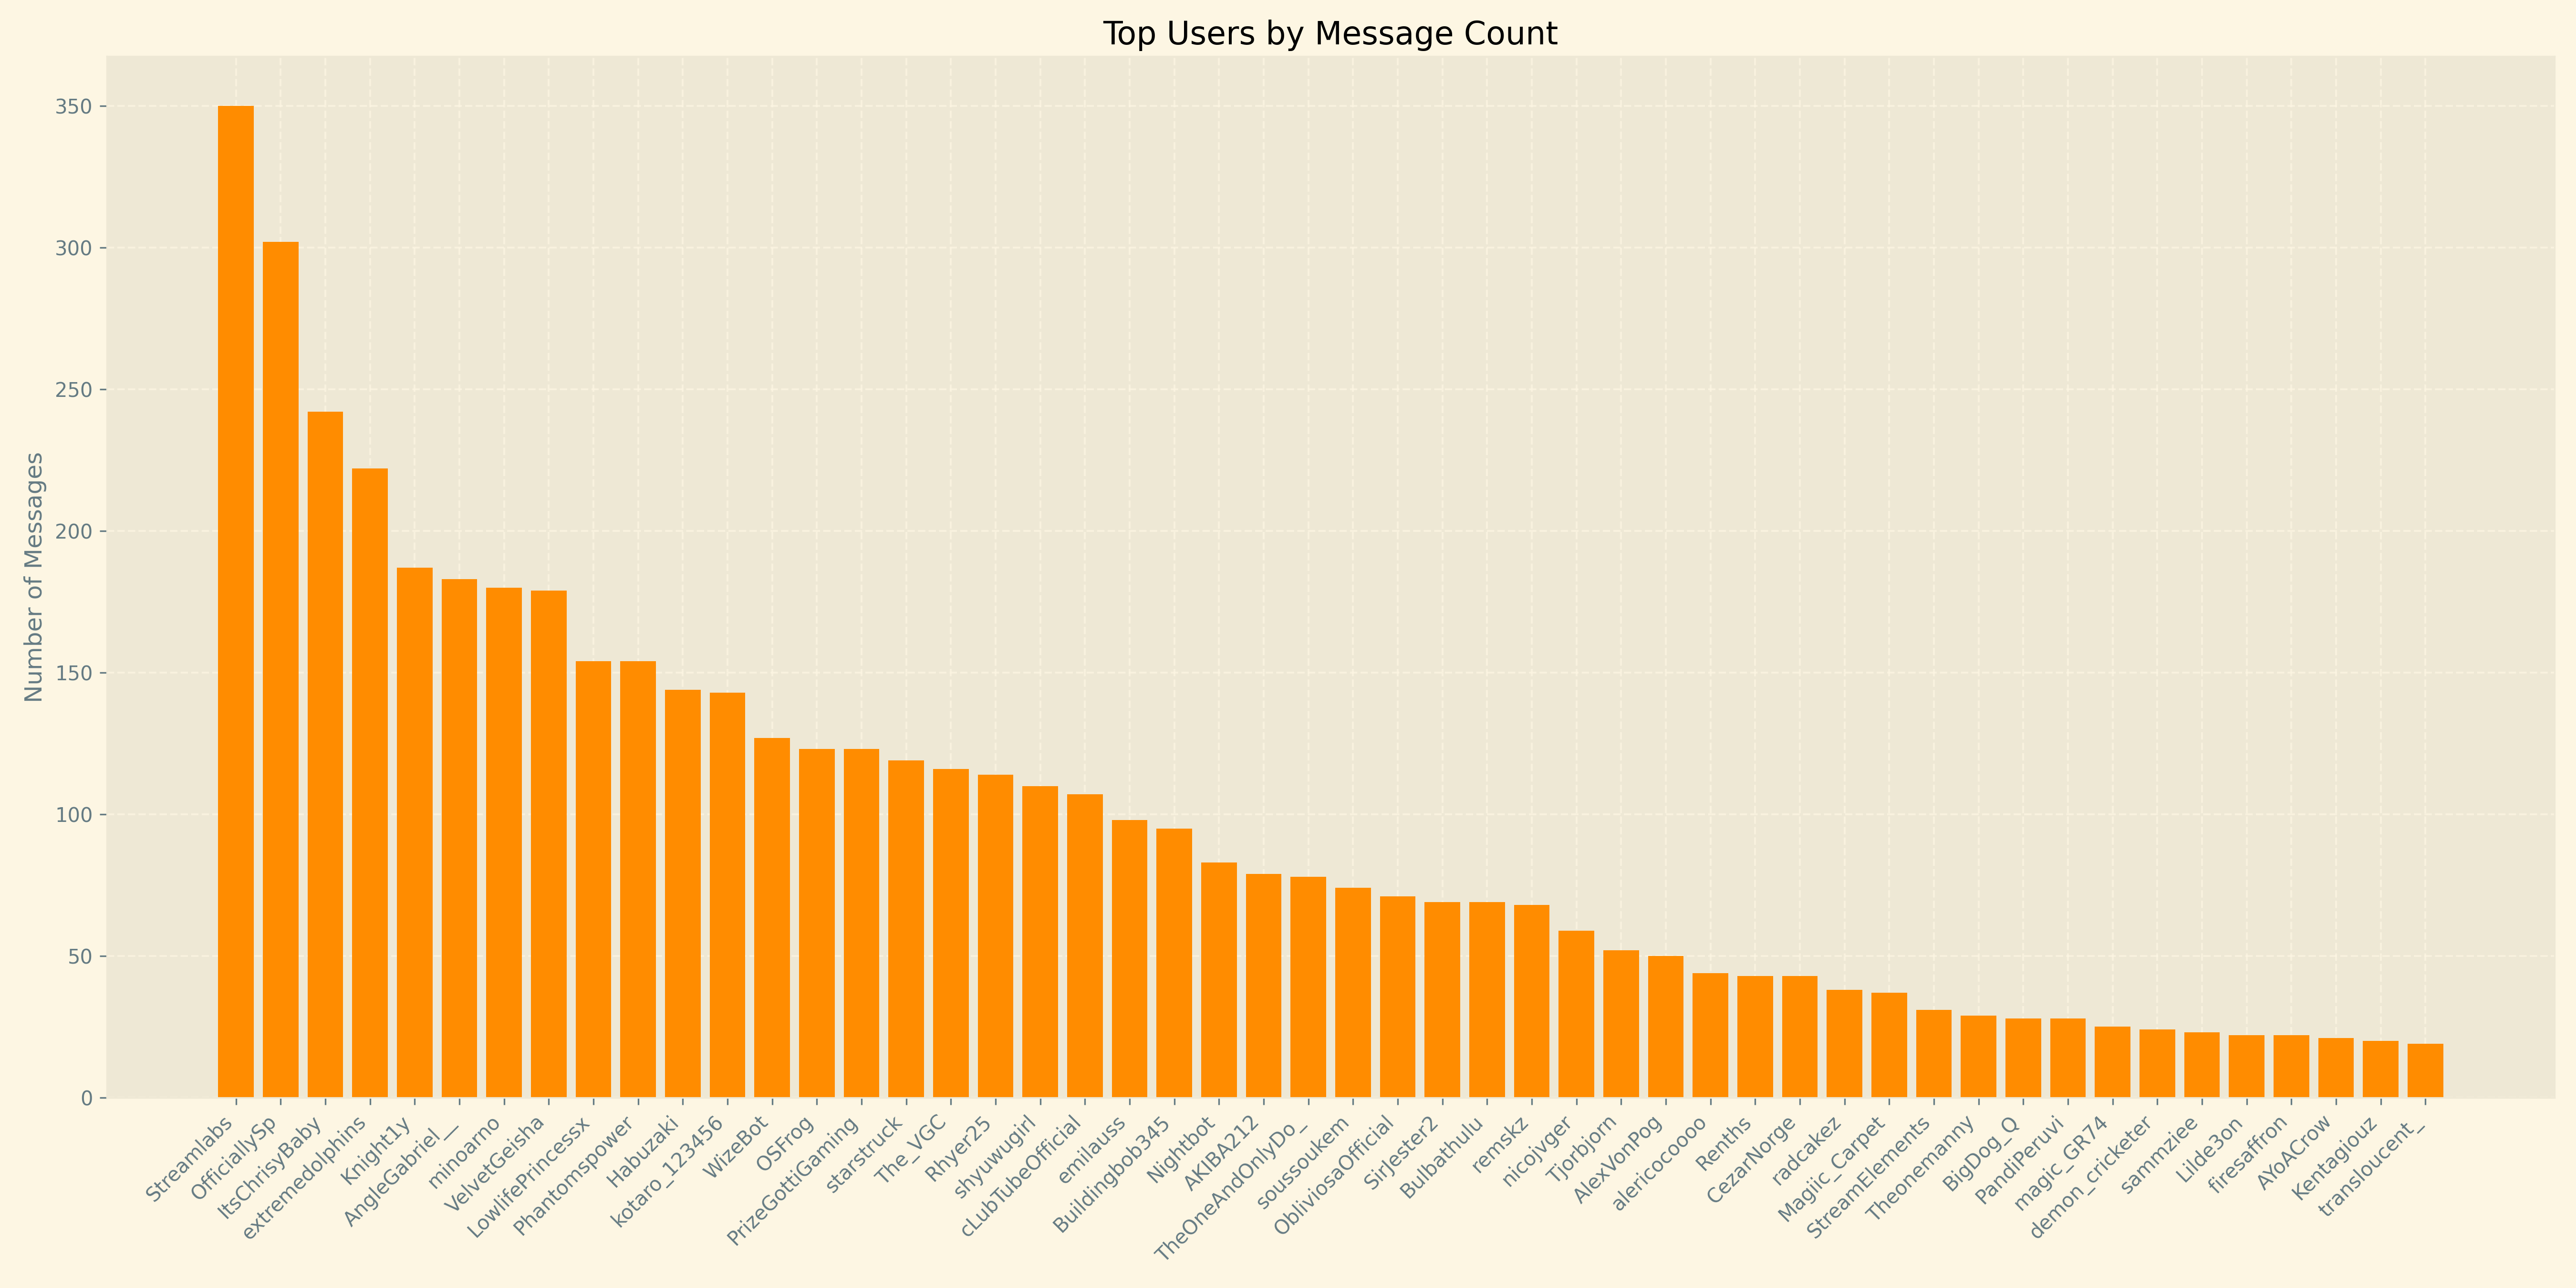 Top Users by Message Count
Number of Messages
350
300
250
200
150
100
50
0
Streamlabs
OfficiallySp
ItsChrisyBaby
extremedolphins
Knight1y
AngleGabriel__
minoarno
VelvetGeisha
LowlifePrincessx
Phantomspower
Habuzaki
kotaro_123456
WizeBot
OSFrog
PrizeGottiGaming
starstruck
The_VGC
Rhyer25
shyuwugirl
cLubTubeOfficial
emilauss
Buildingbob345
Nightbot
AKIBA212
TheOneAndOnlyDo_
soussoukem
ObliviosaOfficial
SirJester2
Bulbathulu
remskz
nicojvger
Tjorbjorn
AlexVonPog
alericocoooo
Renths
CezarNorge
radcakez
Magiic_Carpet
StreamElements
Theonemanny
BigDog_Q
PandiPeruvi
magic_GR74
demon_cricketer
sammziee
Lilde3on
firesaffron
AYoACrow
Kentagiouz
transloucent_